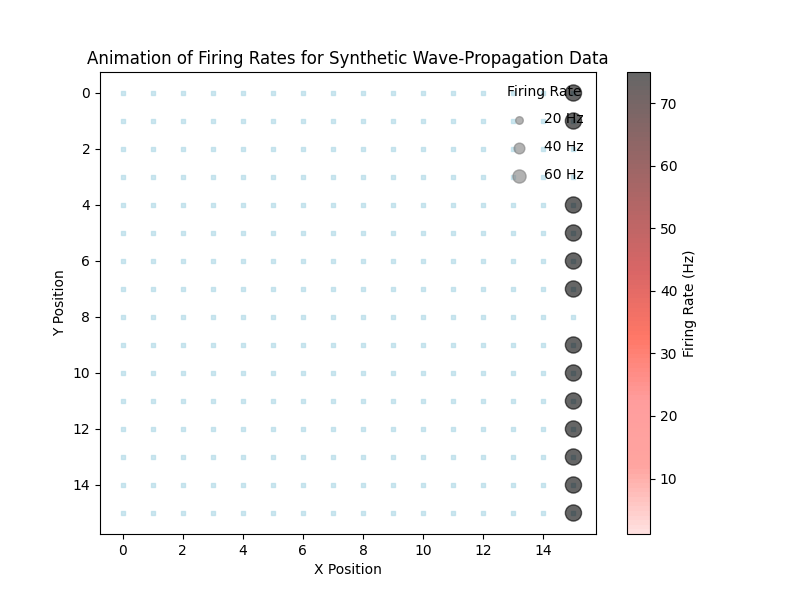 Animation of Firing Rates for Synthetic Wave-Propagation Data
Firing Rate
20 Hz
40 Hz
60 Hz
0
2
4
6
8
10
12
14
Y Position
0 2 4 6 8 10 12 14
X Position
70
60
50
40
30
20
10
Firing Rate (Hz)